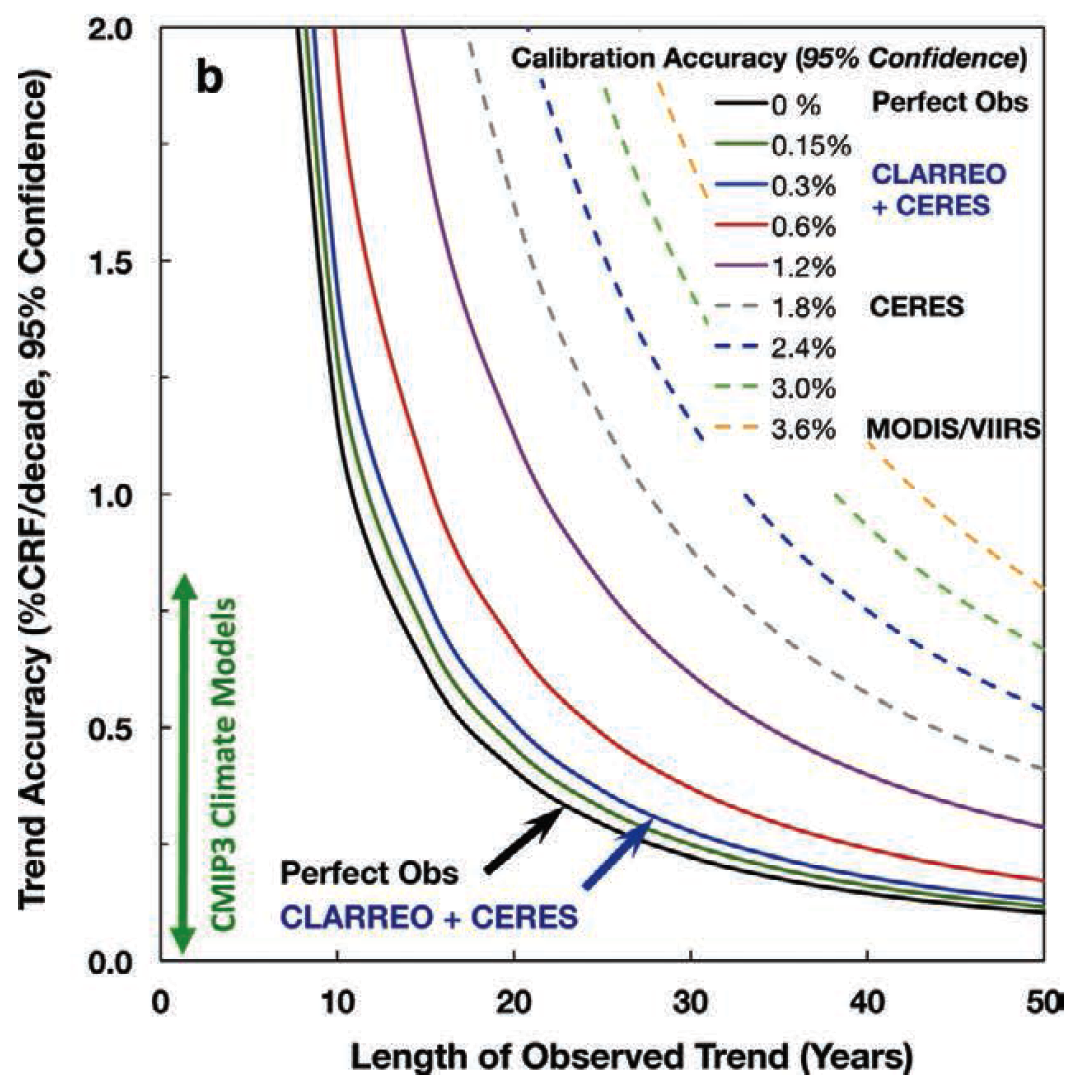 b
Calibration Accuracy (95% Confidence)
0 % Perfect Obs
0.15%
0.3% CLARREO
+ CERES
0.6%
1.2%
1.8% CERES
2.4%
3.0%
3.6% MODIS/VIIRS
Trend Accuracy (%CRF/decade, 95% Confidence)
2.0
1.5
1.0
0.5
0.0
CMIP3 Climate Models
Perfect Obs
CLARREO + CERES
0 10 20 30 40 50
Length of Observed Trend (Years)